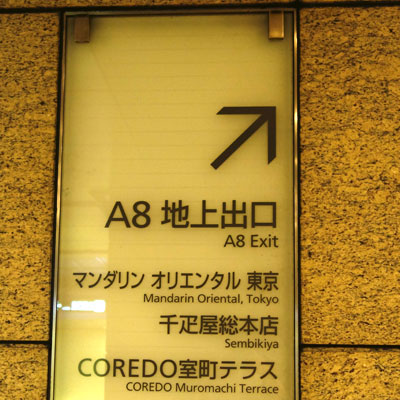 A8 地上出口
A8 Exit
マンダリン オリエンタル 東京
Mandarin Oriental, Tokyo
千疋屋総本店
Sembikiya
COREDO室町テラス
COREDO Muromachi Terrace